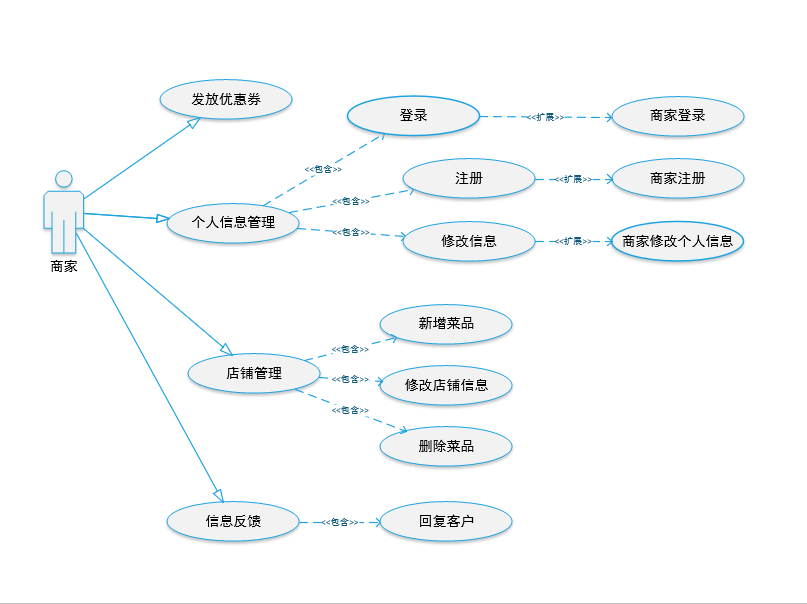 发放优惠券
登录
<<扩展>>
商家登录
<<包含>>
注册
<<扩展>>
商家注册
<<包含>>
个人信息管理
<<包含>>
修改信息
<<扩展>>
商家修改个人信息
商家
新增菜品
<<包含>>
店铺管理
<<包含>>
修改店铺信息
<<包含>>
删除菜品
信息反馈
<<包含>>
回复客户